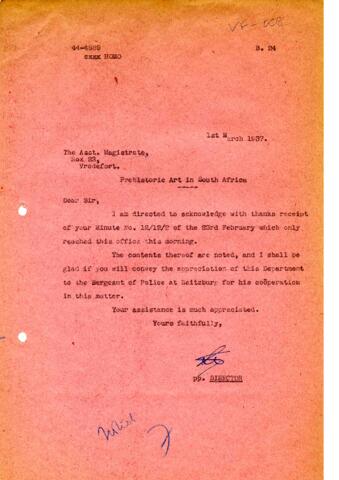 VF-008
44-4989 B. 24
GEEK HOMO
1st March 1937.
The Asst. Magistrate,
Box 23,
Vredefort.
Prehistoric Art in South Africa
Dear Sir,
I am directed to acknowledge with thanks receipt
of your Minute No. 12/19/2 of the 23rd February which only
reached this office this morning.
The contents thereof are noted, and I shall be
glad if you will convey the appreciation of this Department
to the Sergeant of Police at Reitzburg for his coöperation
in this matter.
Your assistance is much appreciated.
Yours faithfully,
pp. DIRECTOR